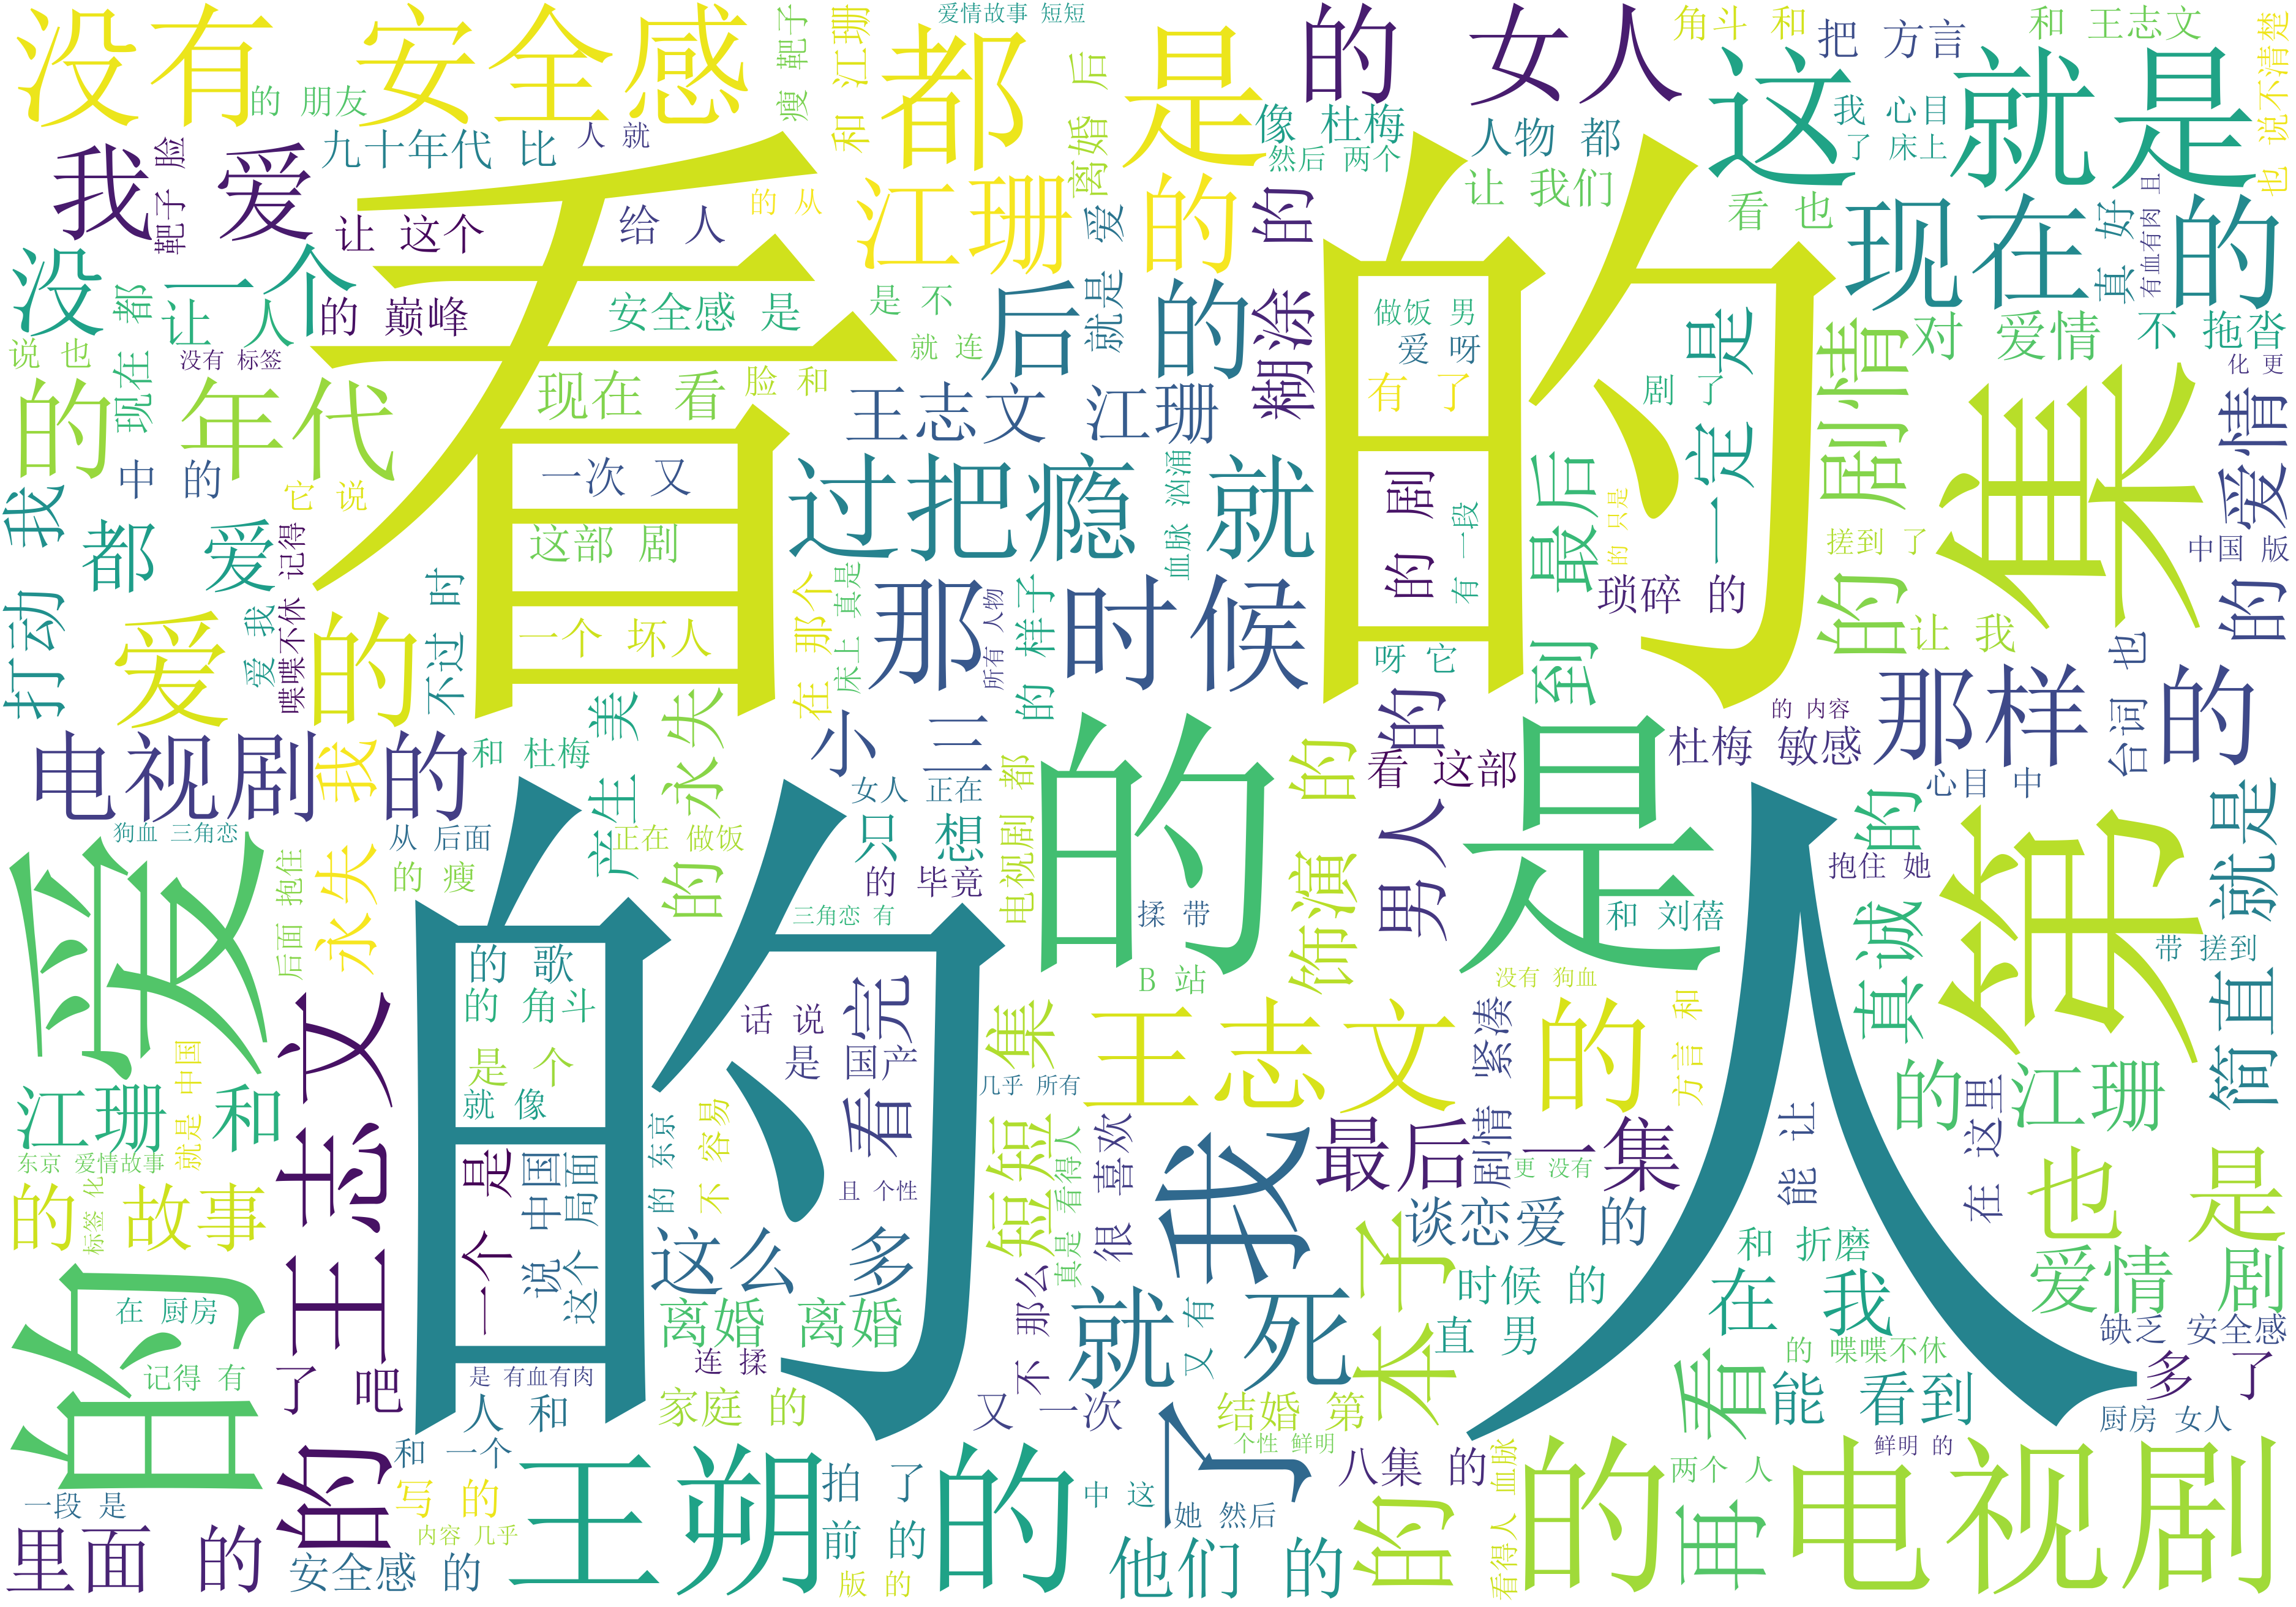 没有 安全感
爱情故事 短短
都 是
的 女人
角斗 和
把 方言
和 王志文
这 就是
说不清楚
也
瘦 靶子
和 江珊
离婚 后
的 朋友
像 杜梅
然后 两个
人物 都
我 心目
了 床上
我 爱
靶子 脸
九十年代 比
人 就
让 这个
给 人
的 从
江珊 的
就是 爱
糊涂 的
让 我们
看 也
现在 的
真 好
有血有肉 且
没 一个
让 人
的 巅峰
看
安全感 是
是 不
就 连
后 的
的
做饭 男
爱 呀
有 了
剧 了
一定 是
的 剧情
对 爱情
不 拖沓
化 更
说 也
现在 都
没有 标签
的 年代
现在 看
脸 和
王志文 江珊
中 的
它 说
一次 又
这部 剧
一个 坏人
过把瘾 就
血脉 汹涌
的 剧
有 一段
的 只是
到 最后
搓到 了
第 集
的 爱情
中国 版
打动 我
都 爱
喋喋不休 记得
爱 我
不过 时
爱 的
在 那个
床上 真是
那 时候
所有 人物
的 样子
呀 它
琐碎 的
让 我
台词 也
电视剧 的
我 永失
和 杜梅
产生 美
的 永失
小 三
女人 正在
只 想
的 毕竟
电视剧 都
饰演 的
男人 的
看 这部
杜梅 敏感
的 内容
那样 的
心目 中
抱住 她
真诚 的
简直 就是
狗血 三角恋
的 爱
从 后面
后面 抱住
的 瘦
正在 做饭
的
三角恋 有
揉 带
B 站
是
和 刘蓓
没有 狗血
人
带 搓到
的 王志文
的 歌
的 角斗
是 个
就 像
话 说
是 国产
看完
集 短短
几乎 所有
王志文 的
剧情 紧凑
方言 和
的 江珊
江珊 和
就是 中国
东京 爱情故事
标签 化
的 故事
一个 是
中国
局面
说
这个
的 东京
不 容易
且 个性
这么 多
真是 看得人
很 喜欢
了 我
最后 一集
更 没有
谈恋爱 的
能 让
在 这里
也 是
在 厨房
记得 有
了 吧
是 有血有肉
人 和
离婚 离婚
连 揉
家庭 的
不 那么
又 一次
就 死
又 有
结婚 第
个性 鲜明
的 本子
时候 的
直 男
和 折磨
在 我
爱情 剧
缺乏 安全感
的 喋喋不休
能 看到
多 了
厨房 女人
再 看
鲜明 的
和 一个
写 的
一段 是
里面 的
内容 几乎
安全感 的
王朔 的
拍 了
前 的
版 的
中 这
她 然后
他们 的
八集 的
看得人 血脉
两个 人
的 电视剧